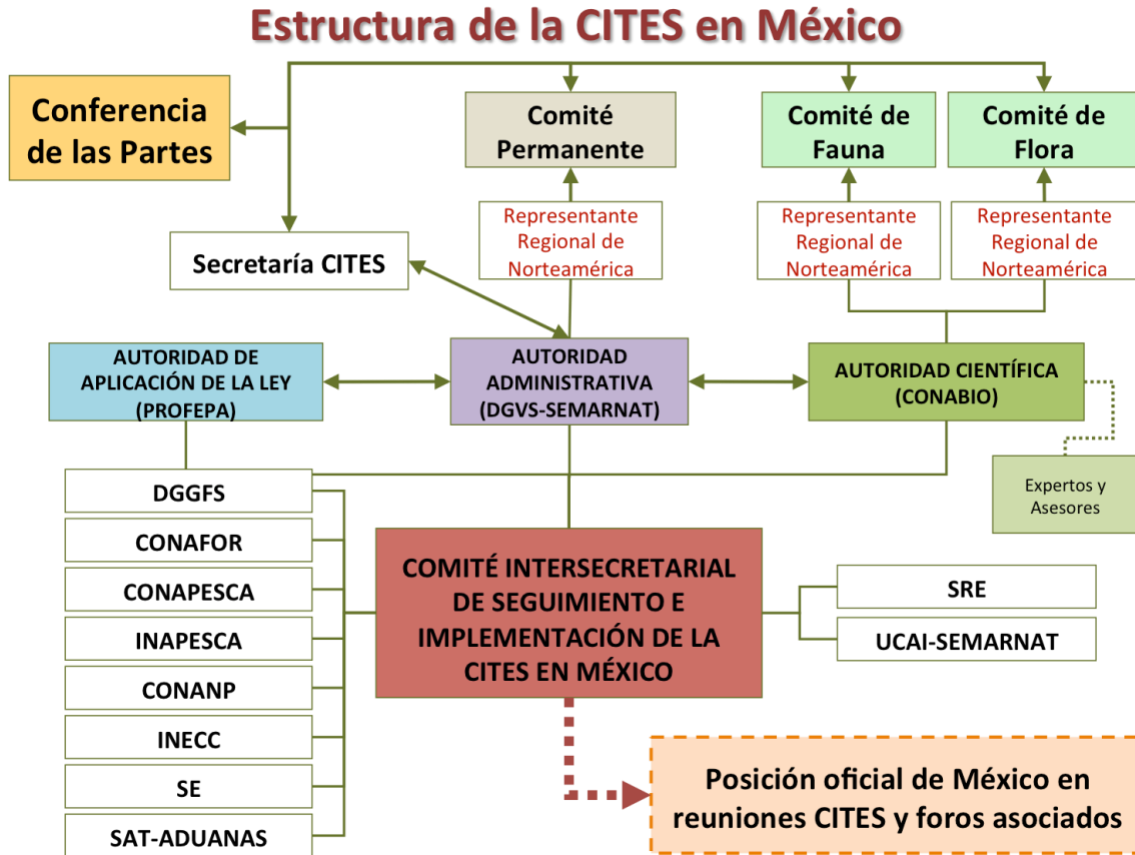 Estructura de la CITES en México
Conferencia
de las Partes
Comité
Permanente
Comité de
Fauna
Comité de
Flora
Representante
Regional de
Norteamérica
Representante
Regional de
Norteamérica
Representante
Regional de
Norteamérica
Secretaría CITES
AUTORIDAD DE
APLICACIÓN DE LA LEY
(PROFEPA)
AUTORIDAD
ADMINISTRATIVA
(DGVS-SEMARNAT)
AUTORIDAD CIENTÍFICA
(CONABIO)
Expertos y
Asesores
DGGFS
CONAFOR
CONAPESCA
INAPESCA
CONANP
INECC
SE
SAT-ADUANAS
COMITÉ INTERSECRETARIAL
DE SEGUIMIENTO E
IMPLEMENTACIÓN DE LA
CITES EN MÉXICO
SRE
UCAI-SEMARNAT
Posición oficial de México en
reuniones CITES y foros asociados